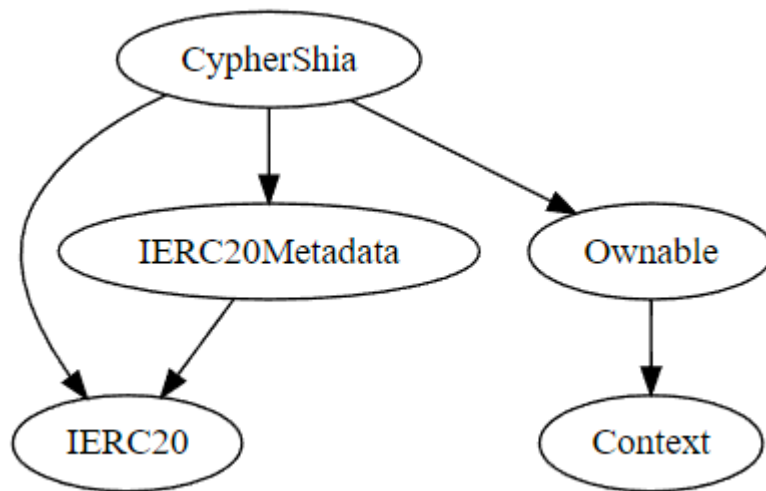 CypherShia
IERC20Metadata
Ownable
IERC20
Context